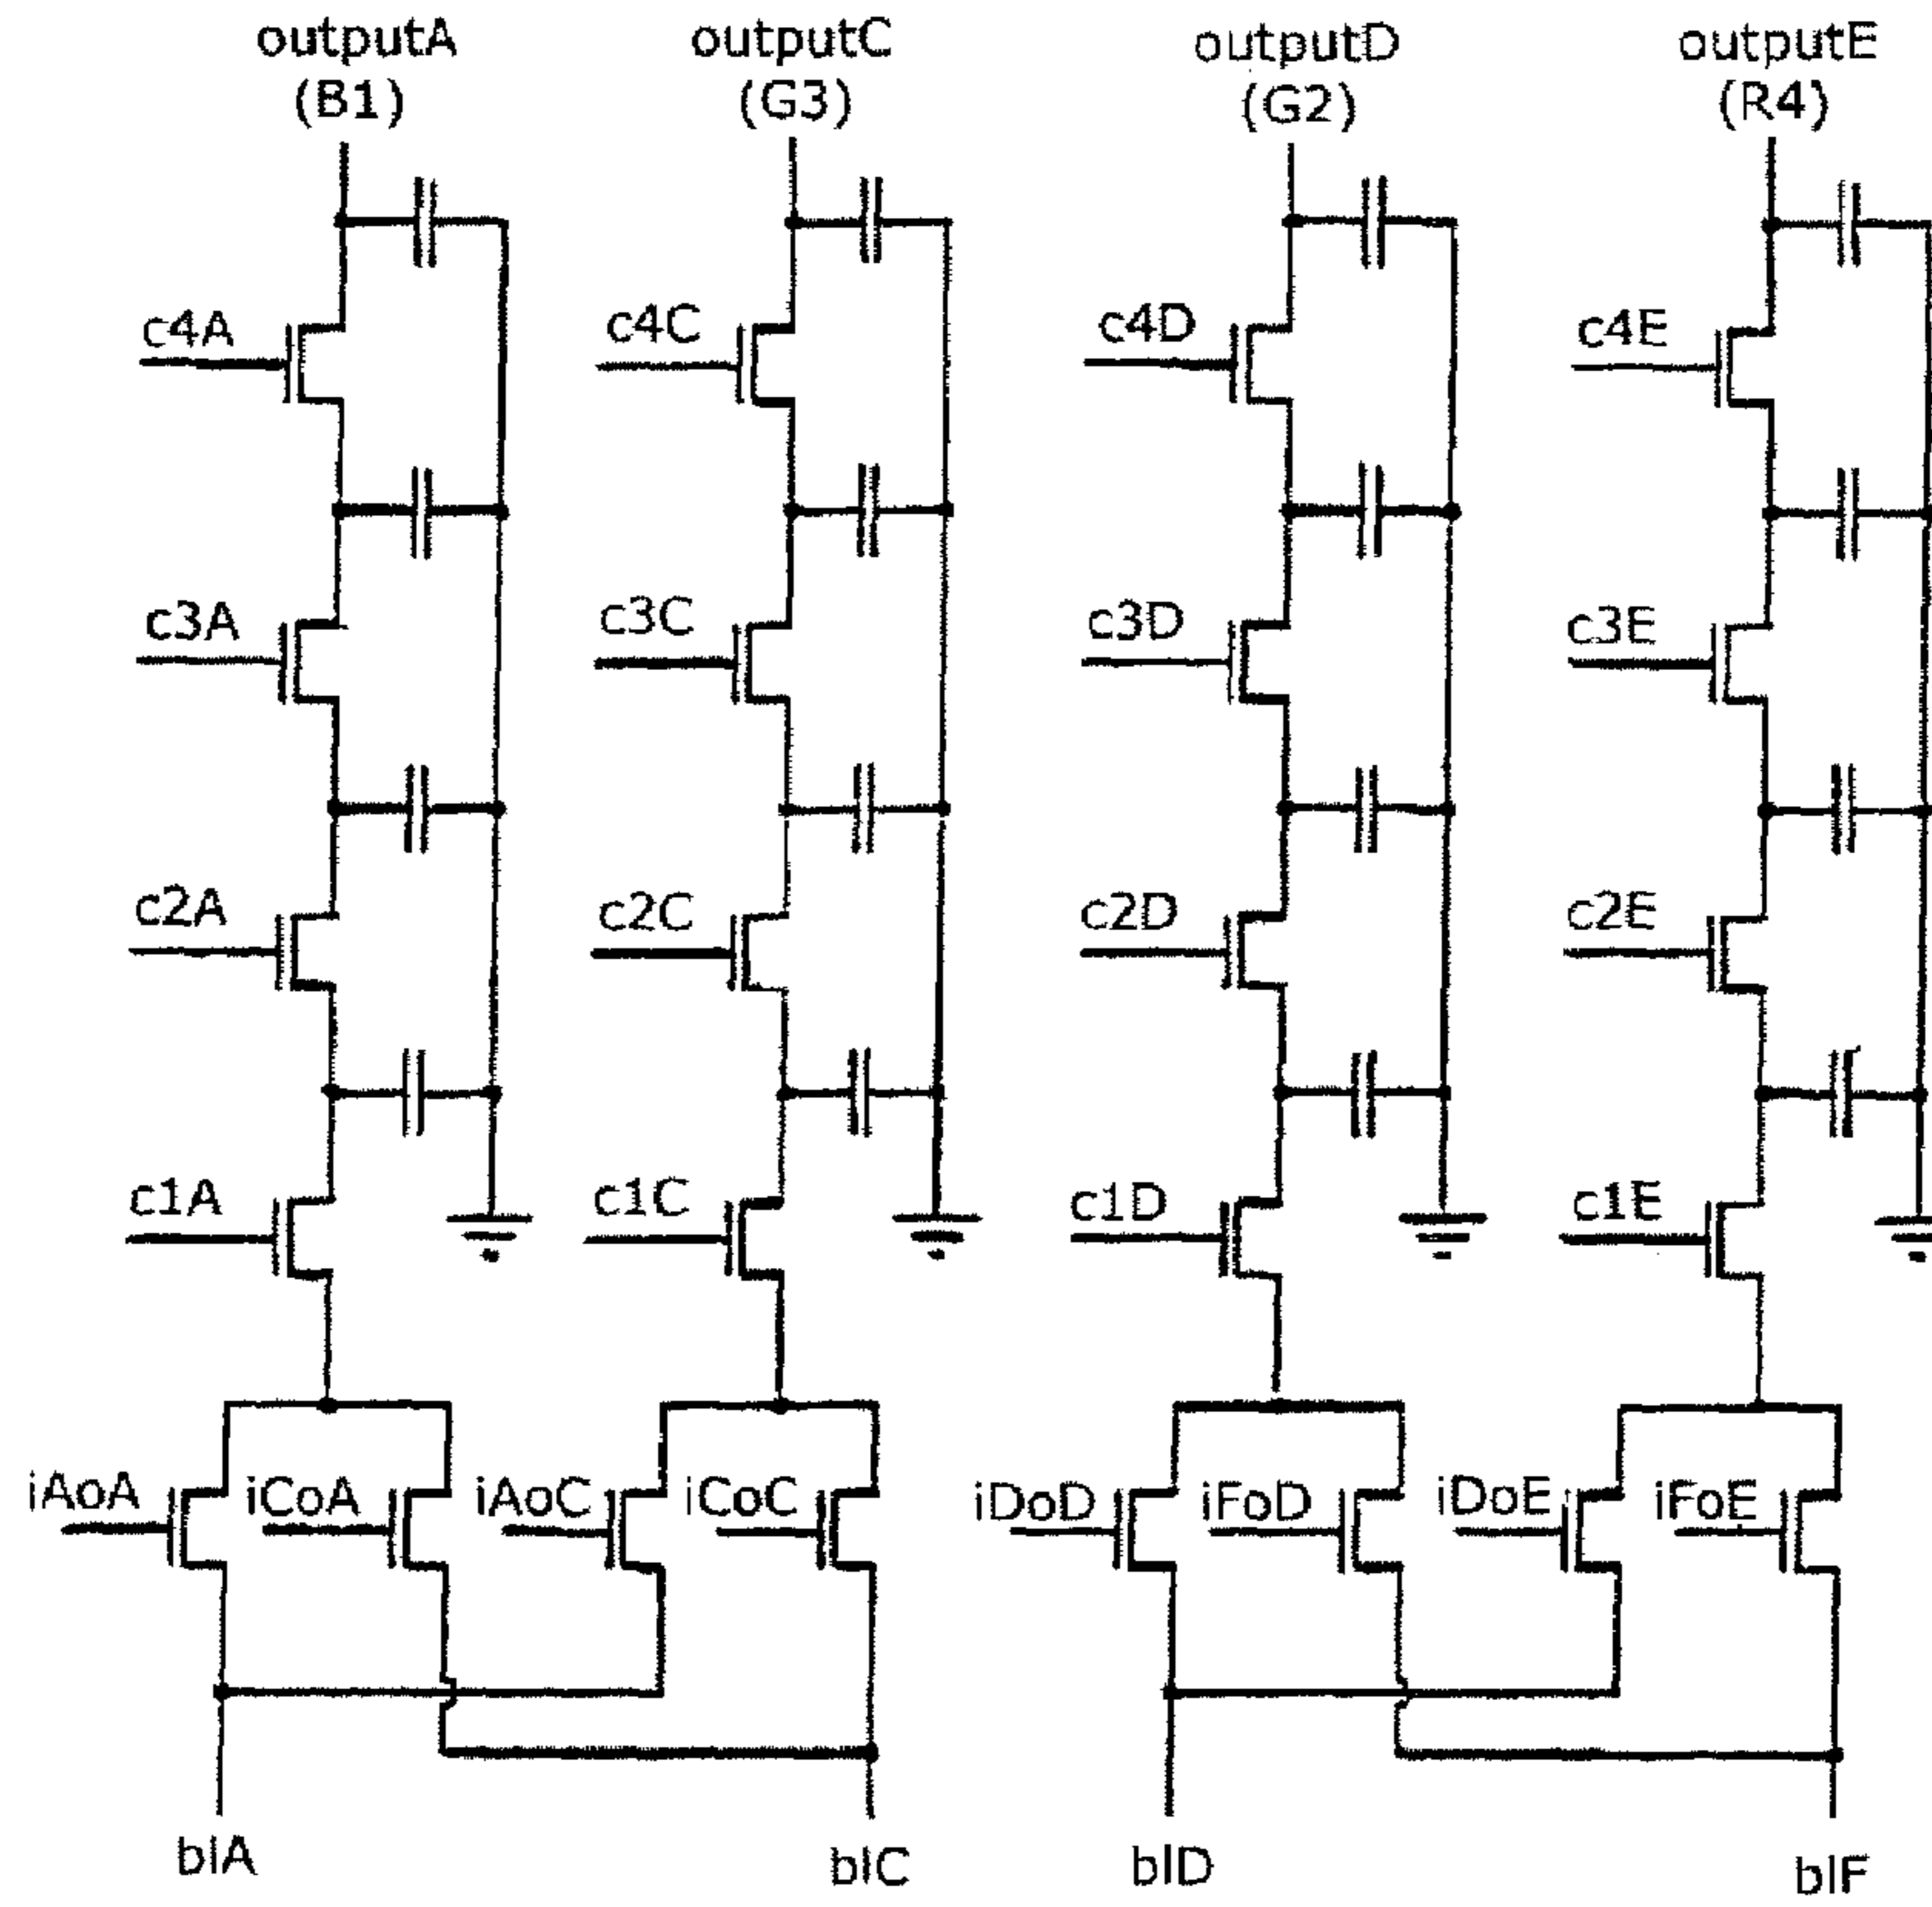 outputA outputC outputD outputE
(B1) (G3) (G2) (R4)
c4A c4C c4D c4E
c3A c3C c3D c3E
c2A c2C c2D c2E
c1A c1C c1D c1E
iAoA iCoA iAoC iCoC iDoD iFoD iDoE iFoE
blA blC blD blF